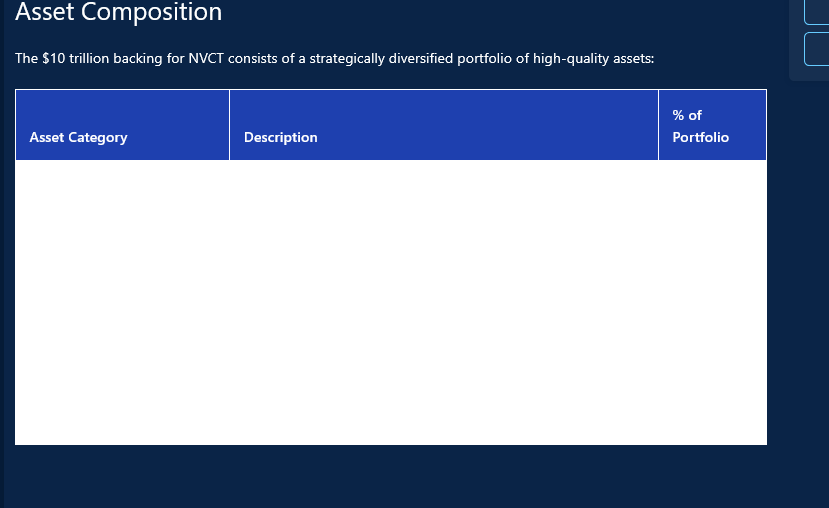 Asset Composition
The $10 trillion backing for NVCT consists of a strategically diversified portfolio of high-quality assets:
Asset Category
Description
% of
Portfolio